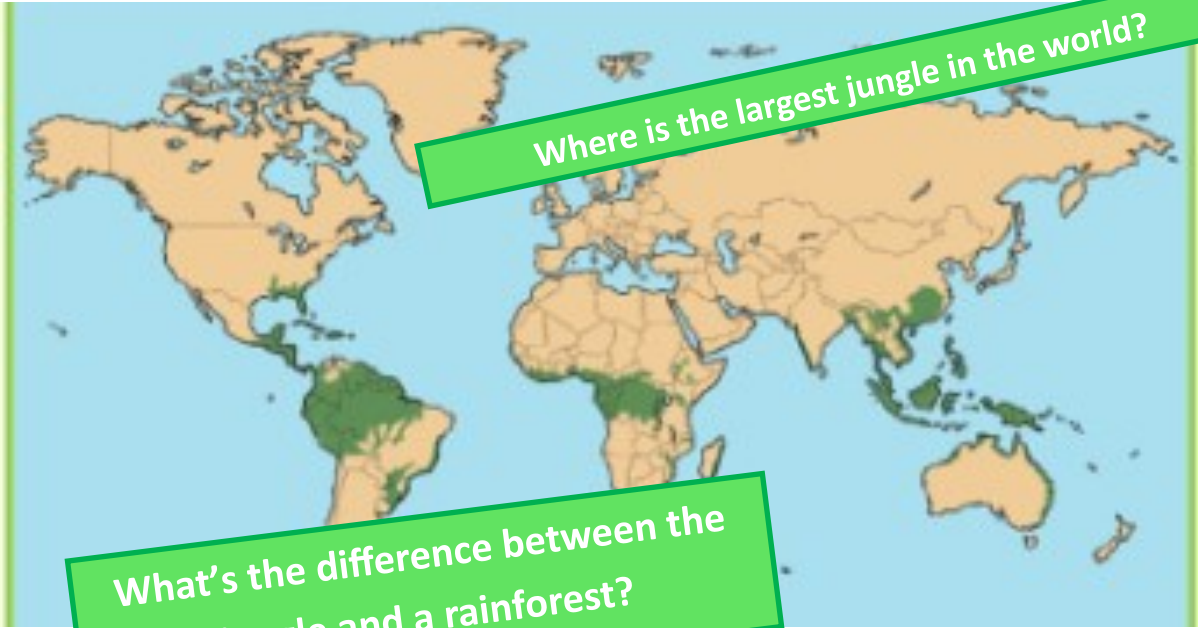 Where is the largest jungle in the world?
What's the difference between the
and a rainforest?